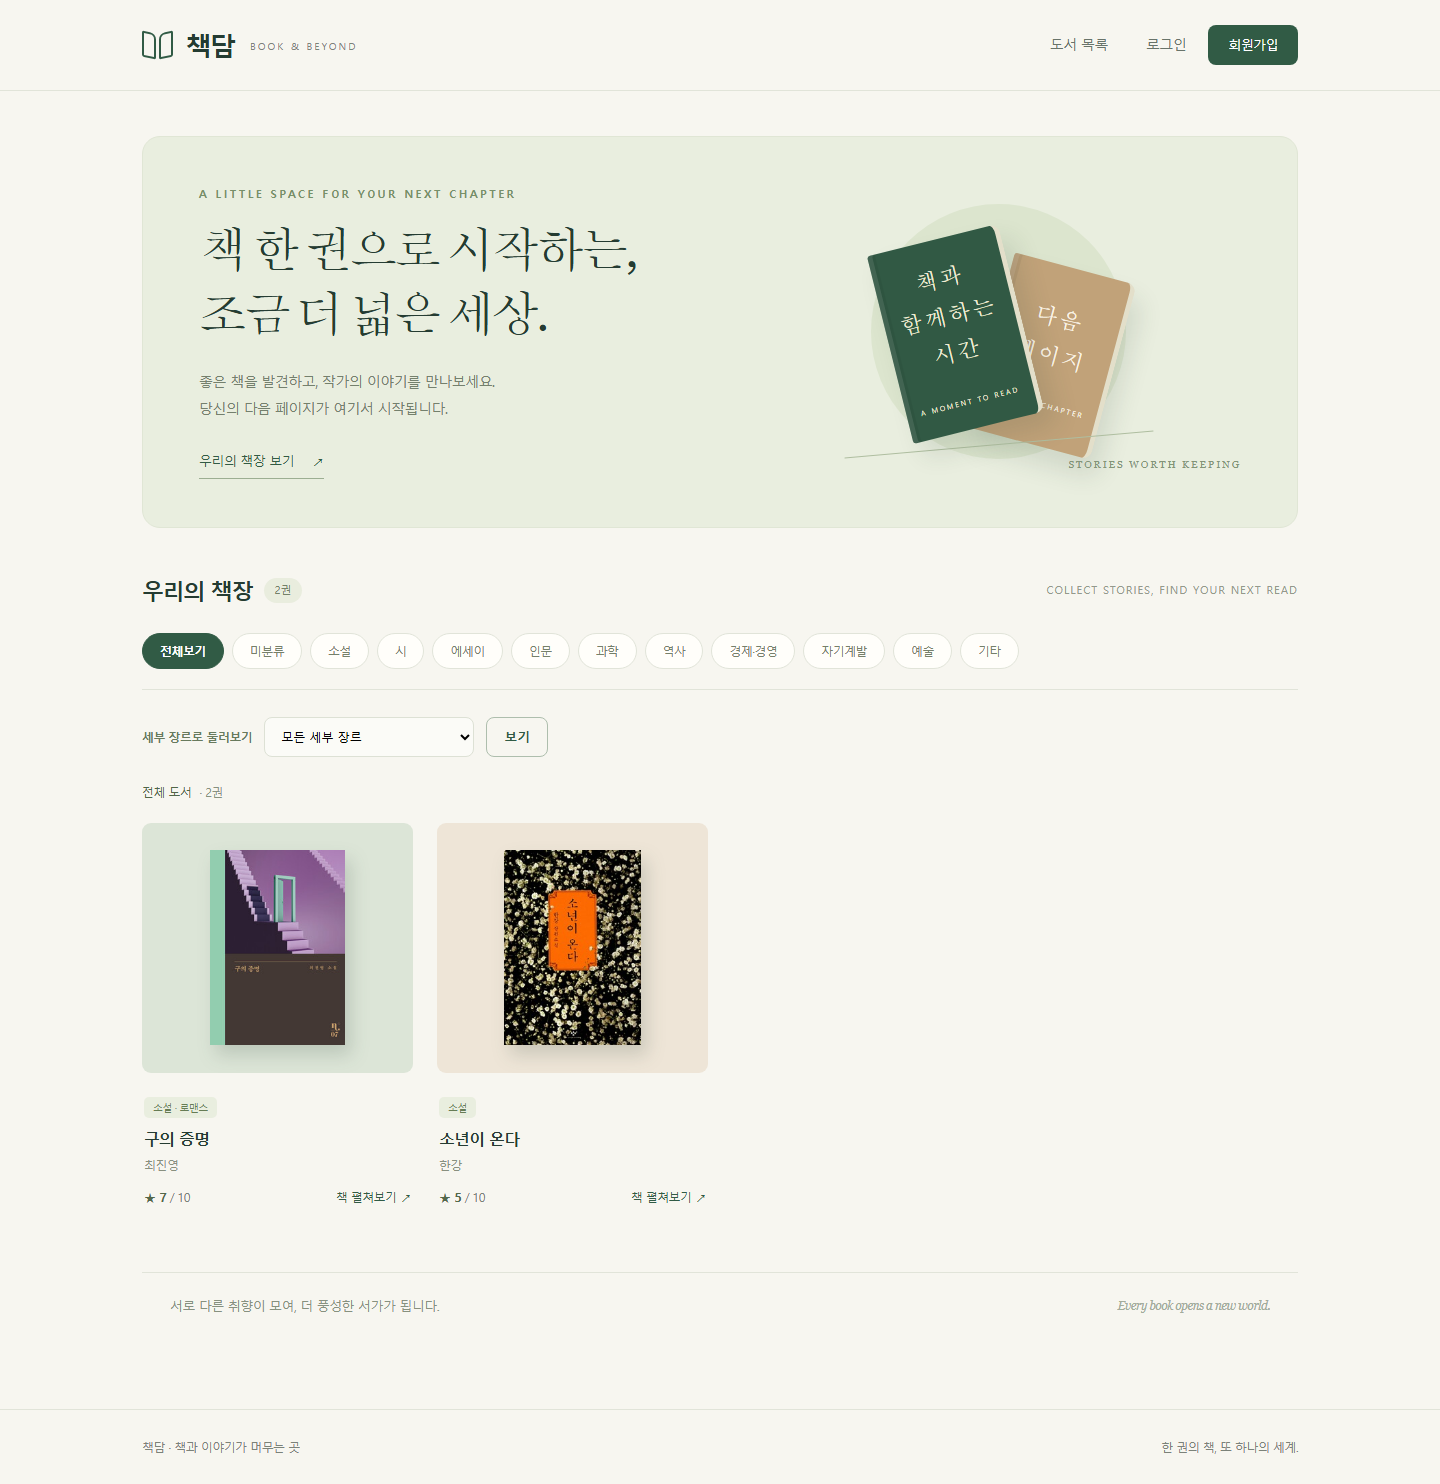 책담 BOOK & BEYOND
도서 목록 로그인 회원가입
A LITTLE SPACE FOR YOUR NEXT CHAPTER
책 한 권으로 시작하는,
조금 더 넓은 세상.
좋은 책을 발견하고, 작가의 이야기를 만나보세요.
당신의 다음 페이지가 여기서 시작됩니다.
우리의 책장 보기 ↗
책과
함께하는
시간
A MOMENT TO READ
다음
이지
CHAPTER
STORIES WORTH KEEPING
우리의 책장 2권
COLLECT STORIES, FIND YOUR NEXT READ
전체보기 미분류 소설 시 에세이 인문 과학 역사 경제·경영 자기계발 예술 기타
세부 장르로 둘러보기 모든 세부 장르 보기
전체 도서 · 2권
구의 증명
소년이 온다
소설 · 로맨스
구의 증명
최진영
★ 7 / 10 책 펼쳐보기 ↗
소설
소년이 온다
한강
★ 5 / 10 책 펼쳐보기 ↗
서로 다른 취향이 모여, 더 풍성한 서가가 됩니다.
Every book opens a new world.
책담 · 책과 이야기가 머무는 곳
한 권의 책, 또 하나의 세계.